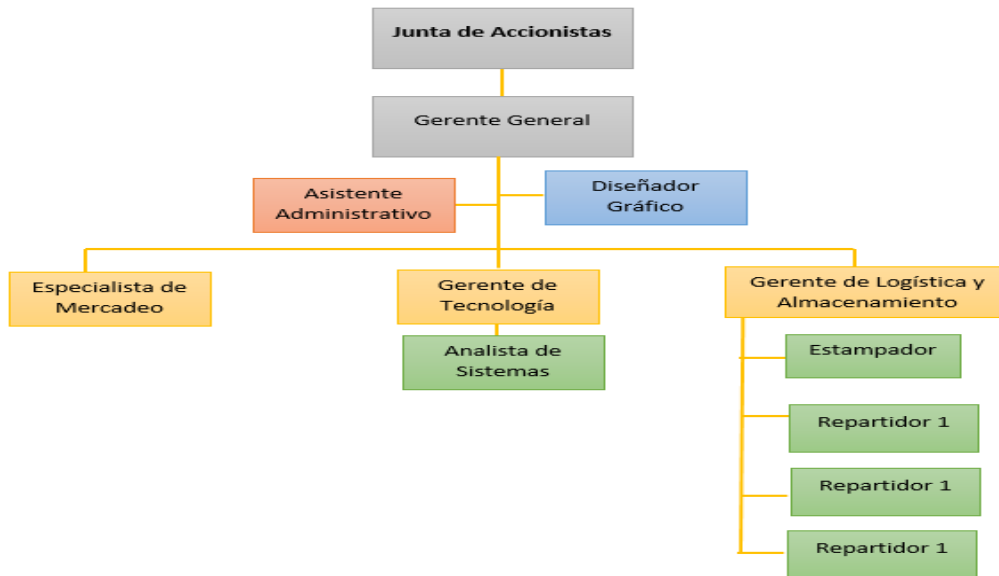 Junta de Accionistas
Gerente General
Asistente
Administrativo
Diseñador
Gráfico
Especialista de
Mercadeo
Gerente de
Tecnología
Gerente de Logística y
Almacenamiento
Analista de
Sistemas
Estampador
Repartidor 1
Repartidor 1
Repartidor 1